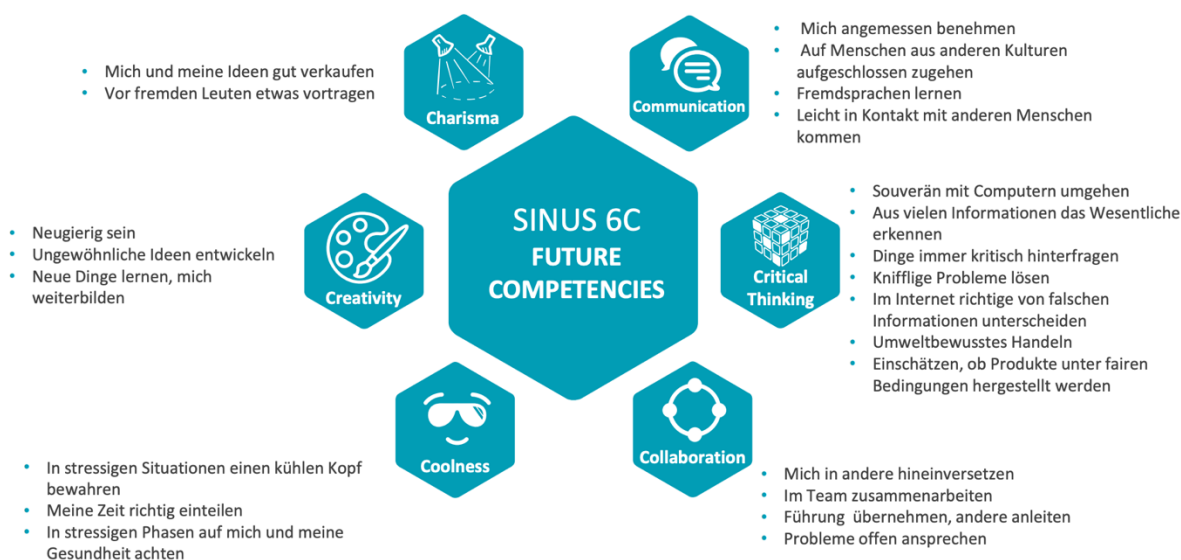 Mich und meine Ideen gut verkaufen
Vor fremden Leuten etwas vortragen
Charisma
Communication
Mich angemessen benehmen
Auf Menschen aus anderen Kulturen
aufgeschlossen zugehen
Fremdsprachen lernen
Leicht in Kontakt mit anderen Menschen
kommen
Neugierig sein
Ungewöhnliche Ideen entwickeln
Neue Dinge lernen, mich
weiterbilden
Creativity
SINUS 6C
FUTURE
COMPETENCIES
Critical
Thinking
Souverän mit Computern umgehen
Aus vielen Informationen das Wesentliche
erkennen
Dinge immer kritisch hinterfragen
Knifflige Probleme lösen
Im Internet richtige von falschen
Informationen unterscheiden
Umweltbewusstes Handeln
Einschätzen, ob Produkte unter fairen
Bedingungen hergestellt werden
Coolness
In stressigen Situationen einen kühlen Kopf
bewahren
Meine Zeit richtig einteilen
In stressigen Phasen auf mich und meine
Gesundheit achten
Collaboration
Mich in andere hineinversetzen
Im Team zusammenarbeiten
Führung übernehmen, andere anleiten
Probleme offen ansprechen